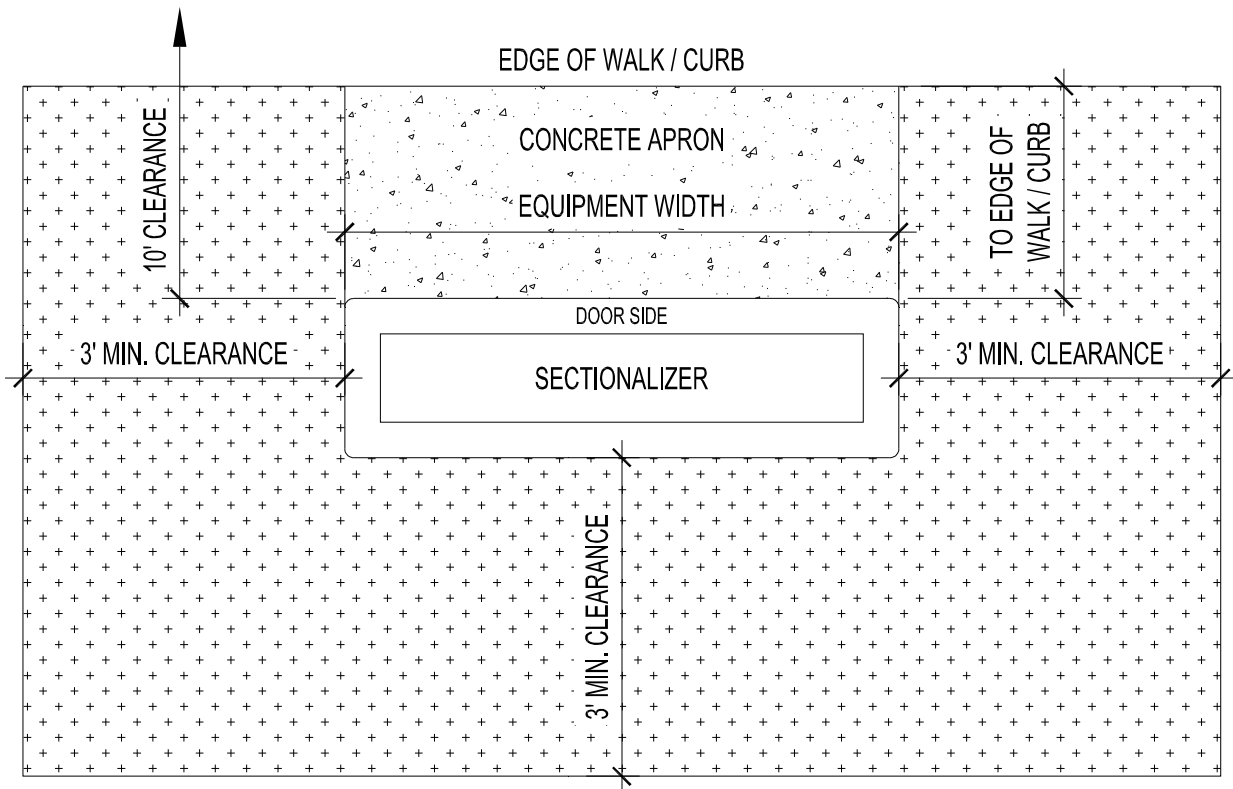 EDGE OF WALK / CURB
10' CLEARANCE
CONCRETE APRON
EQUIPMENT WIDTH
TO EDGE OF
WALK / CURB
DOOR SIDE
3' MIN. CLEARANCE
SECTIONALIZER
3' MIN. CLEARANCE
3' MIN. CLEARANCE